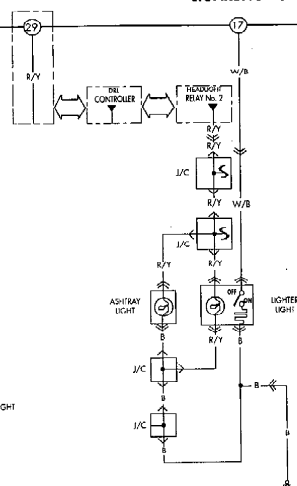 29
17
R/Y
W/B
DRL
CONTROLLER
HEADLIGHT
RELAY No. 2
R/Y
R/Y
J/C
R/Y
W/B
J/C
R/Y
R/Y
ASHTRAY
LIGHT
OFF
ON
LIGHTER
LIGHT
B
R/Y
B
J/C
B
B
GHT
J/C
B
B